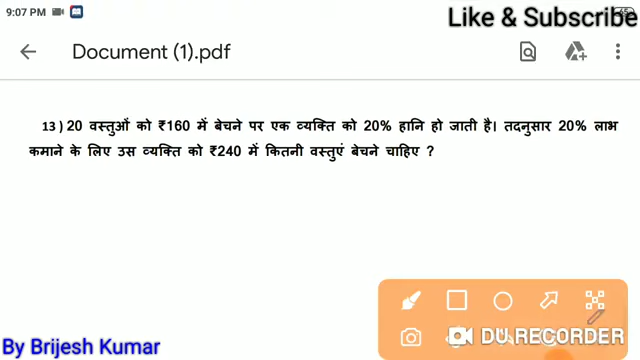 9:07 PM
Like & Subscribe
Document (1).pdf
13) 20 वस्तुओं को ₹160 में बेचने पर एक व्यक्ति को 20% हानि हो जाती है। तदनुसार 20% लाभ
कमाने के लिए उस व्यक्ति को ₹240 में कितनी वस्तुएं बेचने चाहिए ?
DU RECORDER
By Brijesh Kumar